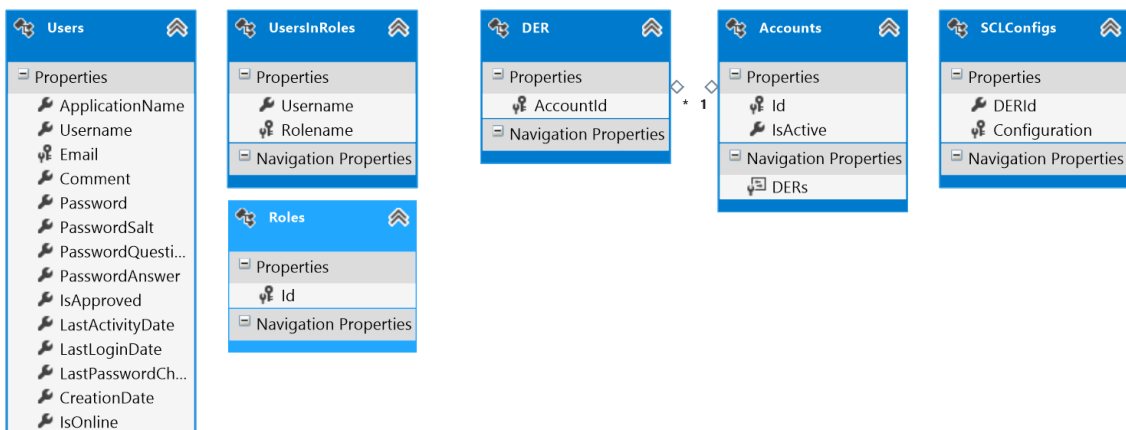 Users
Properties
ApplicationName
Username
Email
Comment
Password
PasswordSalt
PasswordQuesti...
PasswordAnswer
IsApproved
LastActivityDate
LastLoginDate
LastPasswordCh...
CreationDate
IsOnline
UsersInRoles
Properties
Username
Rolename
Navigation Properties
Roles
Properties
Id
Navigation Properties
DER
Properties
AccountId
Navigation Properties
* 1
Accounts
Properties
Id
IsActive
Navigation Properties
DERs
SCLConfigs
Properties
DERId
Configuration
Navigation Properties